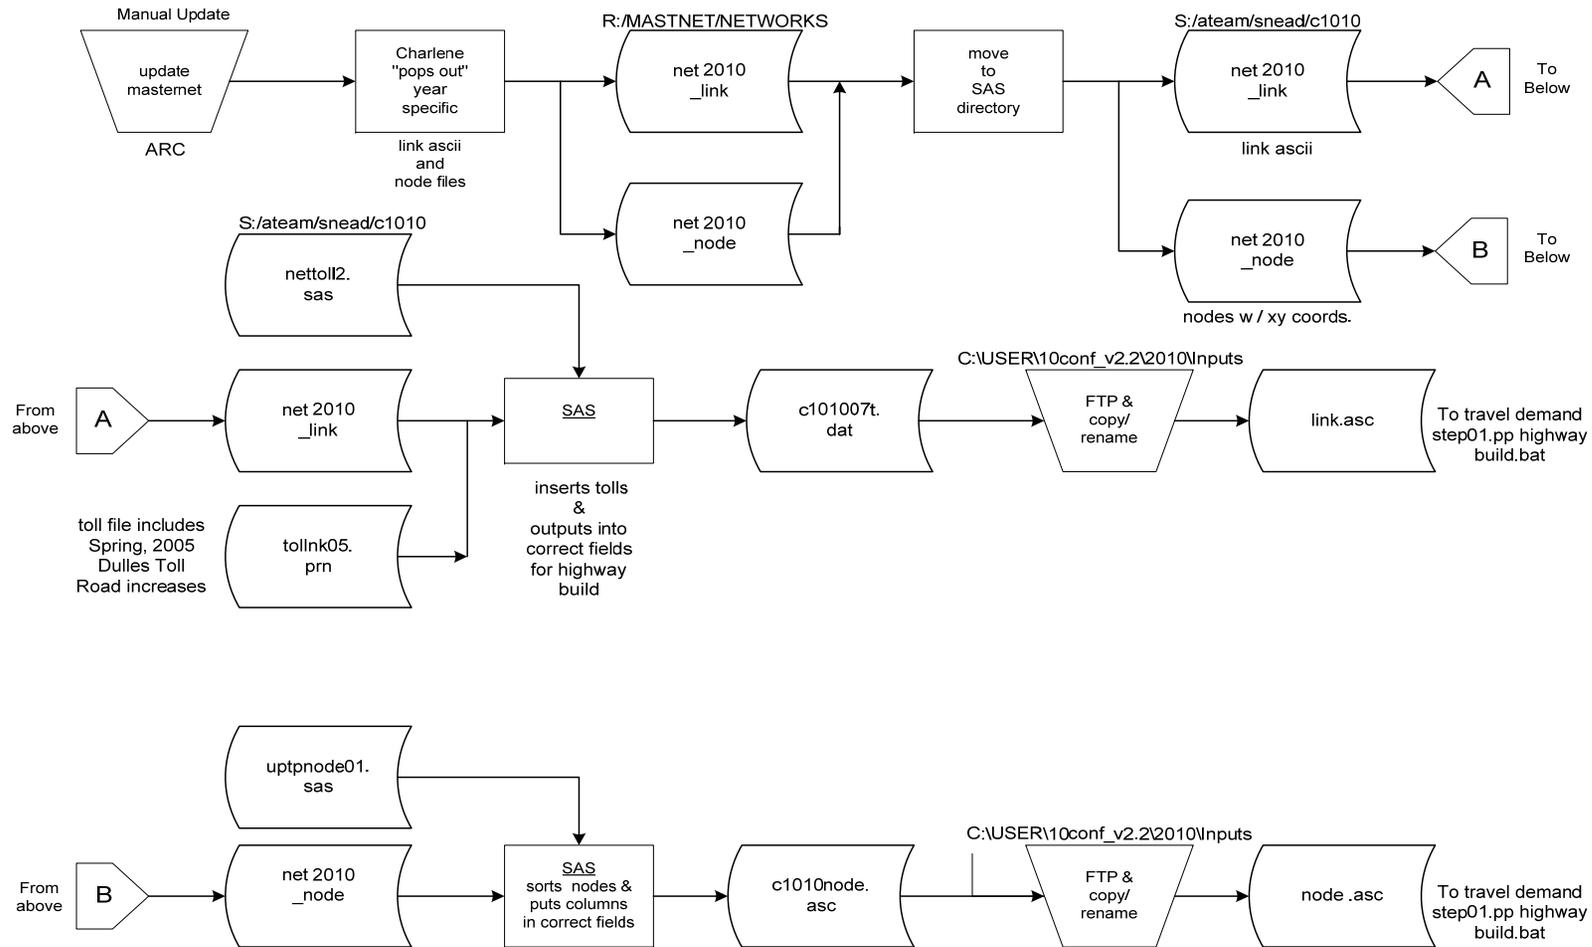 Manual Update
update
masternet
ARC
Charlene
"pops out"
year
specific
link ascii
and
node files
R:/MASTNET/NETWORKS
net 2010
_link
net 2010
_node
move
to
SAS
directory
S:/ateam/snead/c1010
net 2010
_link
link ascii
A
To
Below
net 2010
_node
nodes w / xy coords.
B
To
Below
S:/ateam/snead/c1010
nettoll2.
sas
From
above
A
net 2010
_link
toll file includes
Spring, 2005
Dulles Toll
Road increases
tollnk05.
prn
SAS
inserts tolls
&
outputs into
correct fields
for highway
build
c101007t.
dat
C:\USER\10conf_v2.2\2010\Inputs
FTP &
copy/
rename
link.asc
To travel demand
step01.pp highway
build.bat
uptpnode01.
sas
From
above
B
net 2010
_node
SAS
sorts nodes &
puts columns
in correct fields
c1010node.
asc
C:\USER\10conf_v2.2\2010\Inputs
FTP &
copy/
rename
node .asc
To travel demand
step01.pp highway
build.bat